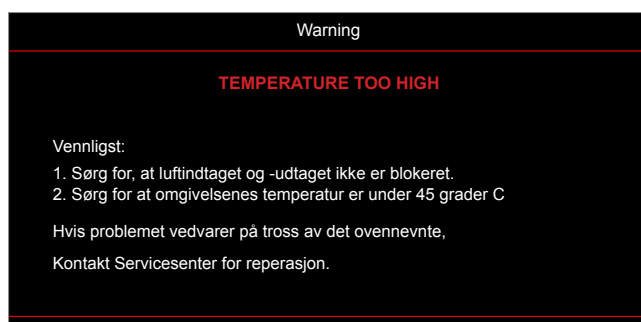 Warning
TEMPERATURE TOO HIGH
Vennligst:
1. Sørg for, at luftindtaget og -udtaget ikke er blokeret.
2. Sørg for at omgivelsenes temperatur er under 45 grader C
Hvis problemet vedvarer på tross av det ovennevnte,
Kontakt Servicesenter for reperasjon.